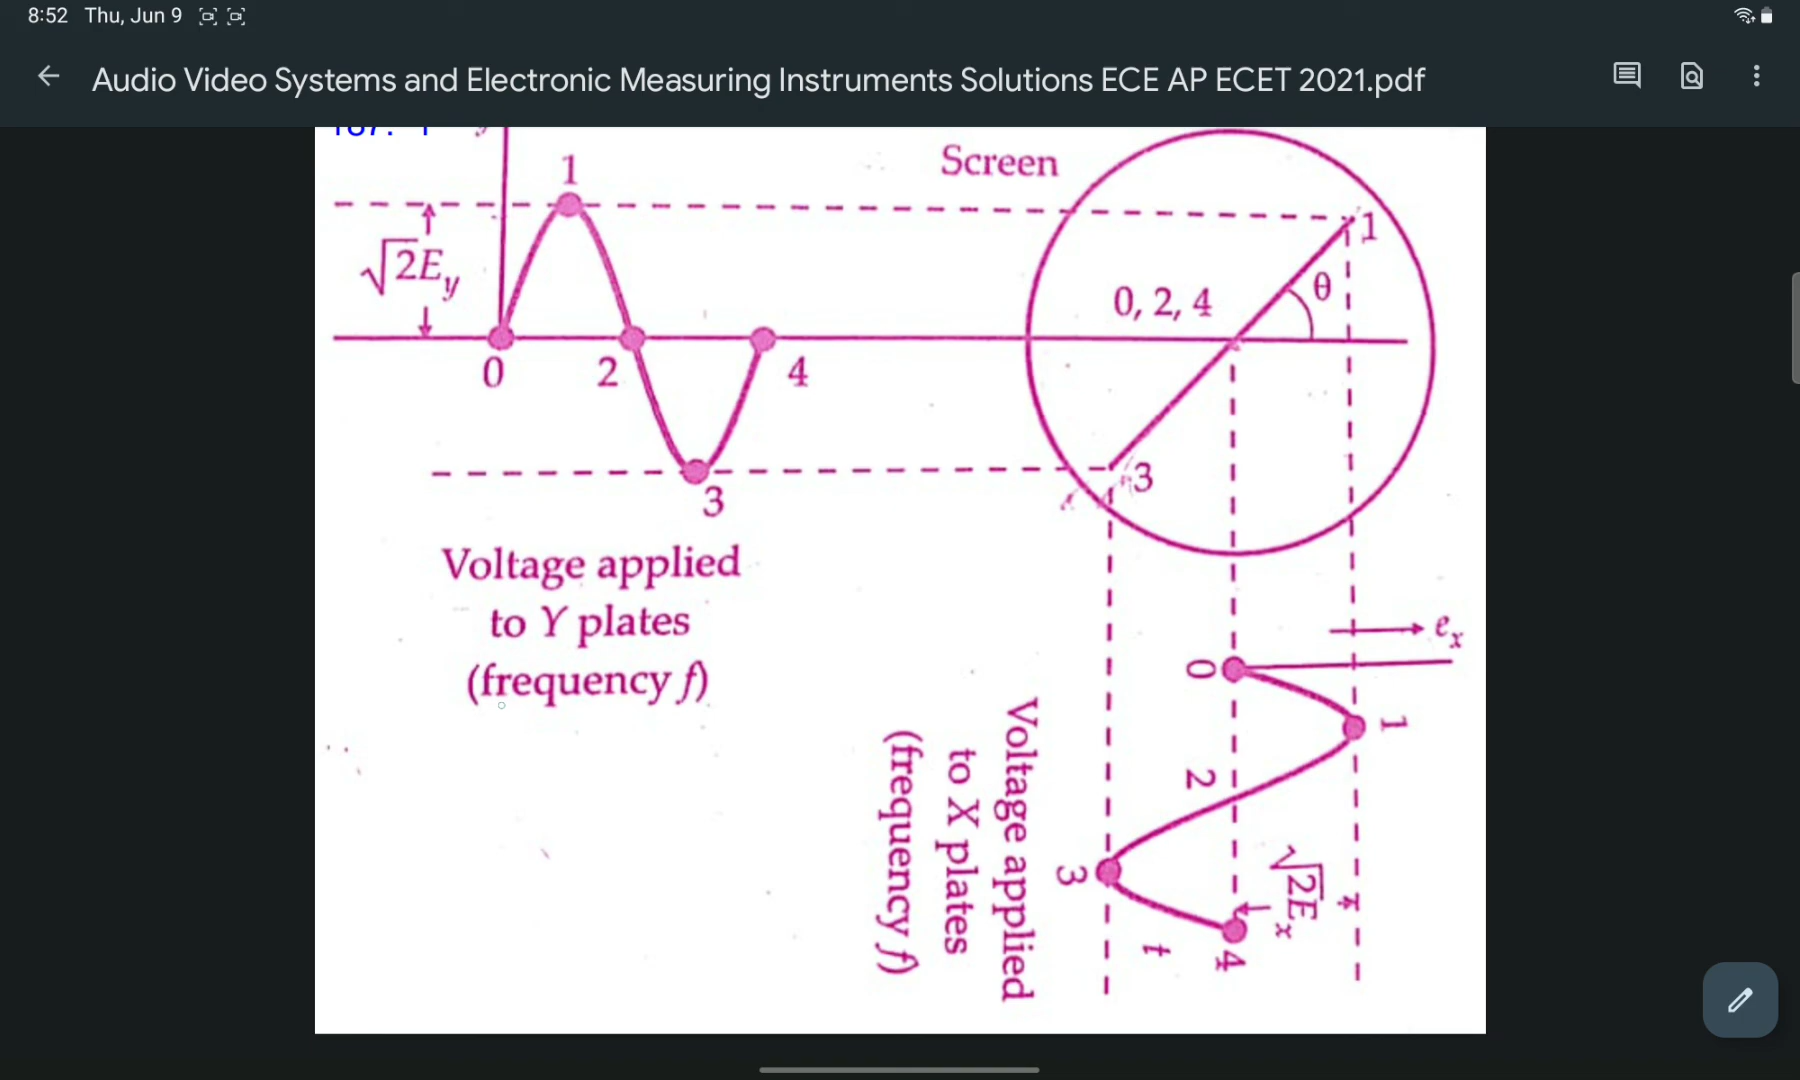 8:52 Thu, Jun 9
Audio Video Systems and Electronic Measuring Instruments Solutions ECE AP ECET 2021.pdf
1
Screen
1
√2E_y
θ
0, 2, 4
0
2
4
3
3
Voltage applied
to Y plates
(frequency f)
e_x
0
1
2
3
√2E_x
4
t
Voltage applied
to X plates
(frequency f)